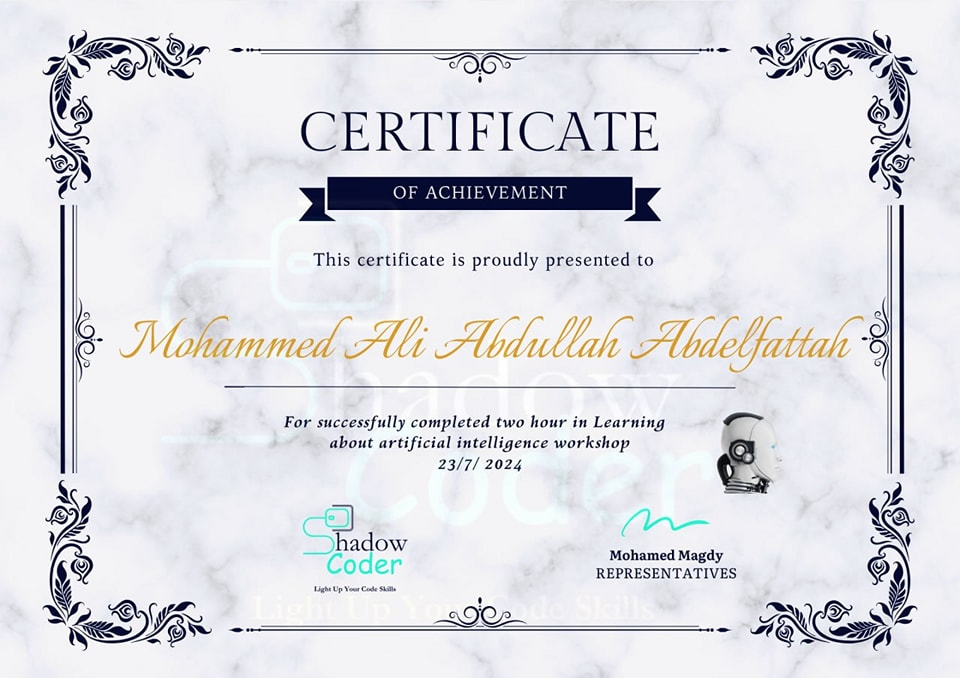 CERTIFICATE
OF ACHIEVEMENT
This certificate is proudly presented to
Mohammed Ali Abdullah Abdelfattah
Shadow
Coder
For successfully completed two hour in Learning
about artificial intelligence workshop
23/7/ 2024
Shadow
Coder
Light Up Your Code Skills
Mohamed Magdy
REPRESENTATIVES
Light Up Your Code Skills